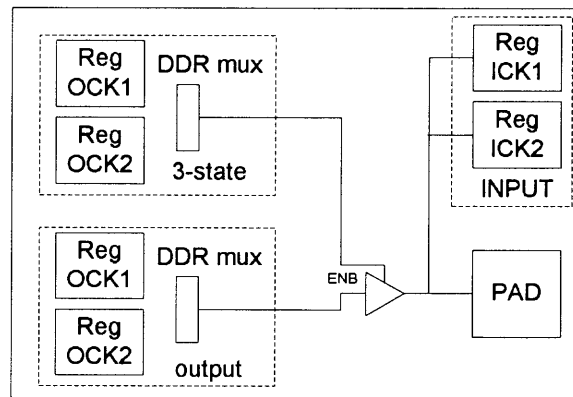 Reg
OCK1
DDR mux
Reg
OCK2
3-state
Reg
ICK1
Reg
ICK2
INPUT
Reg
OCK1
DDR mux
Reg
OCK2
output
ENB
PAD